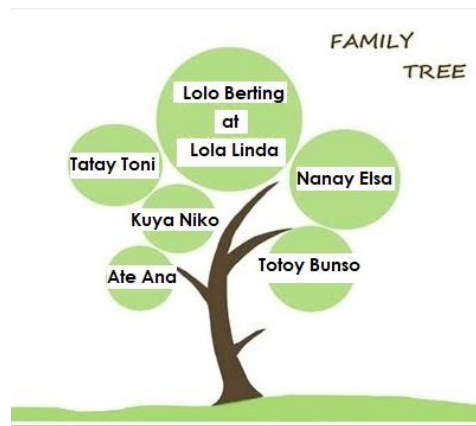 FAMILY
TREE
Lolo Berting
at
Lola Linda
Tatay Toni
Nanay Elsa
Kuya Niko
Ate Ana
Totoy Bunso